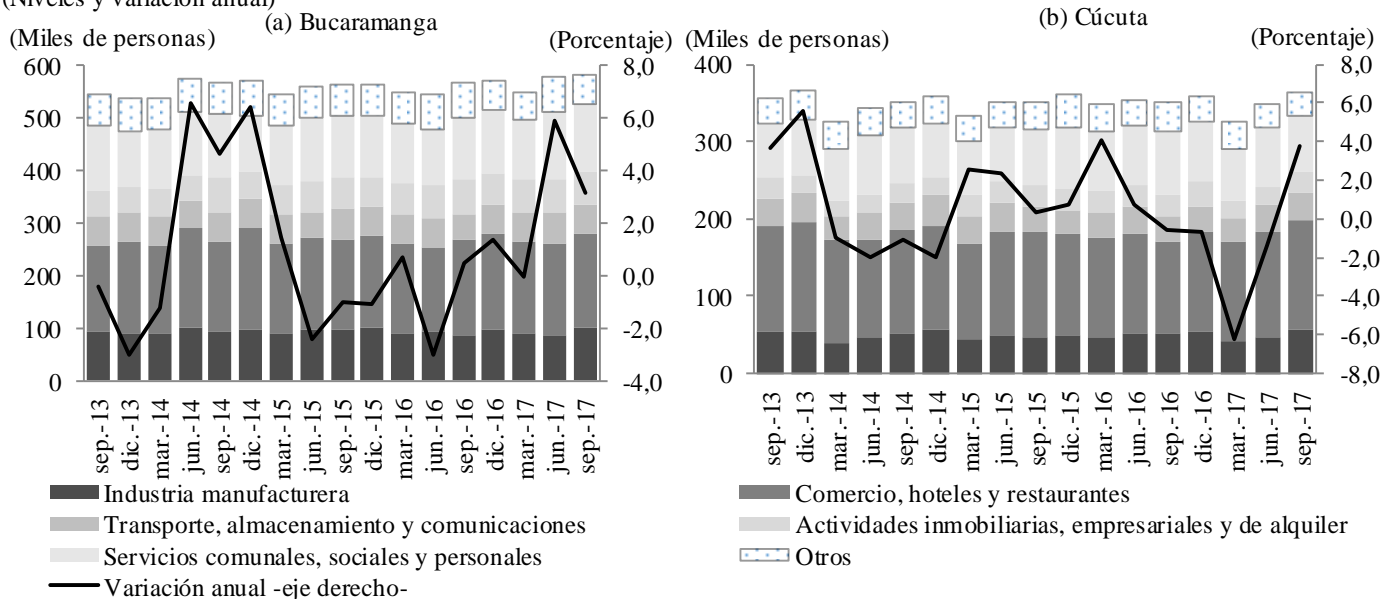 (Niveles y variación anual)
(a) Bucaramanga
(Miles de personas)
(Porcentaje)
600
500
400
300
200
100
0
8,0
6,0
4,0
2,0
0,0
-2,0
-4,0
sep.-13
dic.-13
mar.-14
jun.-14
sep.-14
dic.-14
mar.-15
jun.-15
sep.-15
dic.-15
mar.-16
jun.-16
sep.-16
dic.-16
mar.-17
jun.-17
sep.-17
(b) Cúcuta
(Miles de personas)
(Porcentaje)
400
300
200
100
0
8,0
6,0
4,0
2,0
0,0
-2,0
-4,0
-6,0
-8,0
sep.-13
dic.-13
mar.-14
jun.-14
sep.-14
dic.-14
mar.-15
jun.-15
sep.-15
dic.-15
mar.-16
jun.-16
sep.-16
dic.-16
mar.-17
jun.-17
sep.-17
Industria manufacturera
Comercio, hoteles y restaurantes
Transporte, almacenamiento y comunicaciones
Actividades inmobiliarias, empresariales y de alquiler
Servicios comunales, sociales y personales
Otros
Variación anual -eje derecho-